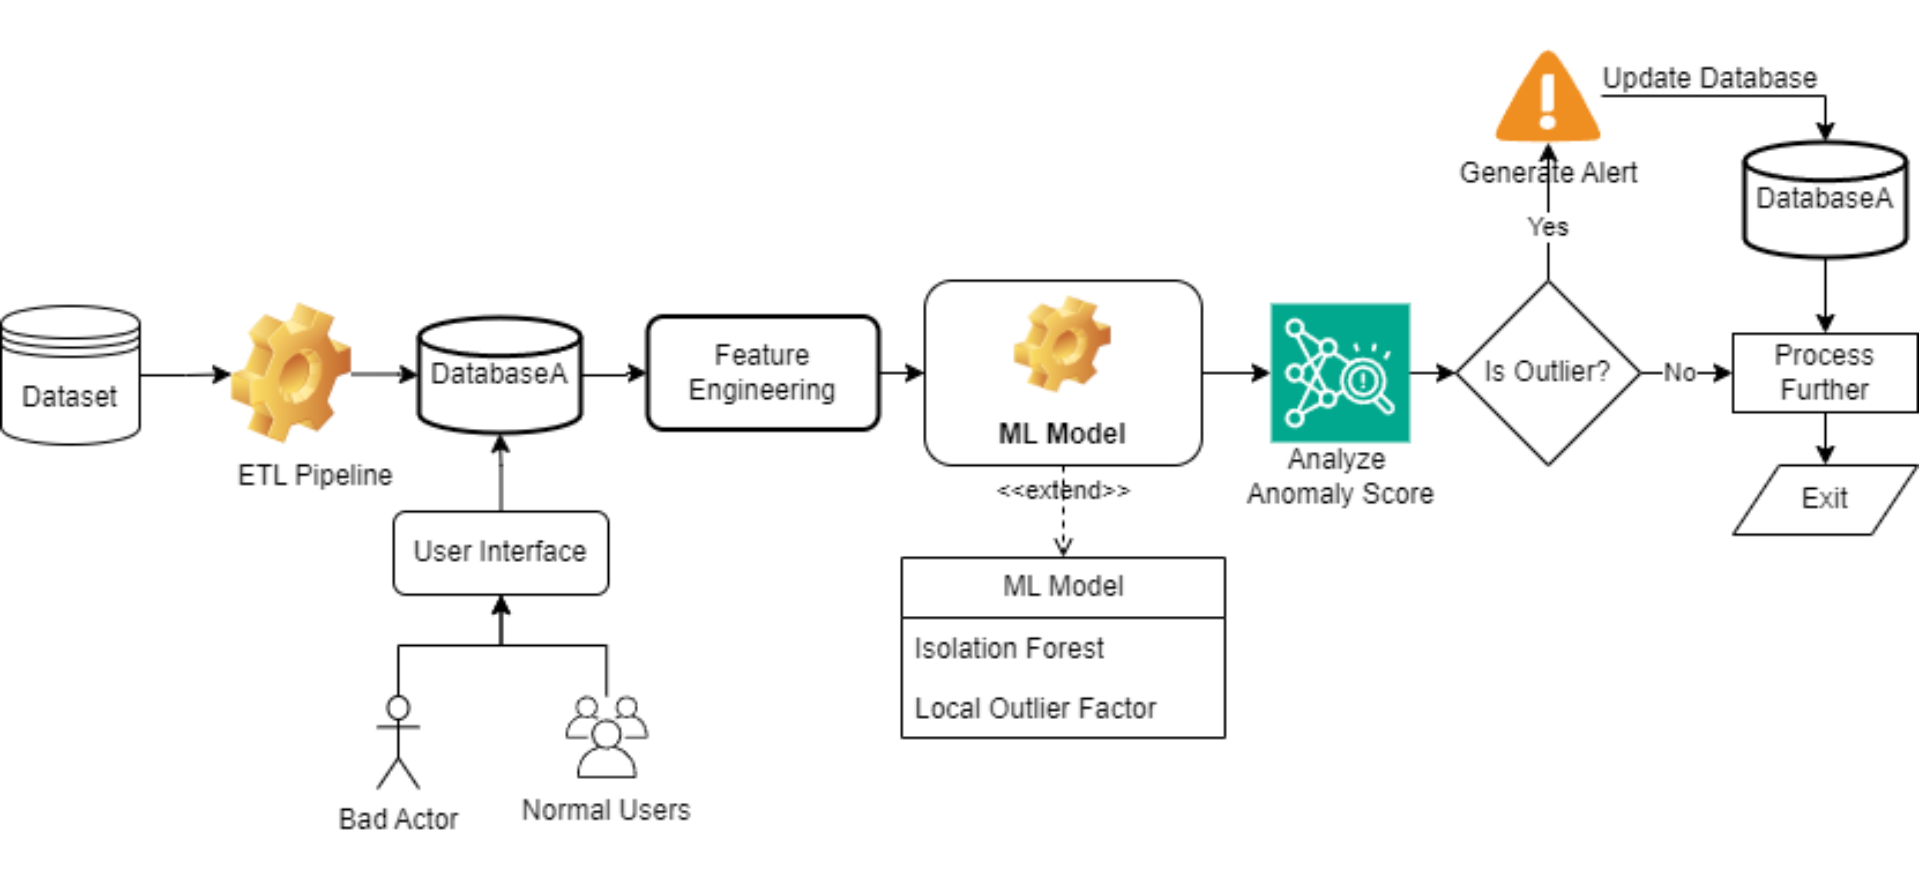 Update Database
Generate Alert
DatabaseA
Yes
Dataset
ETL Pipeline
DatabaseA
Feature
Engineering
ML Model
<<extend>>
Analyze
Anomaly Score
Is Outlier?
No
Process
Further
Exit
User Interface
ML Model
Isolation Forest
Local Outlier Factor
Bad Actor
Normal Users